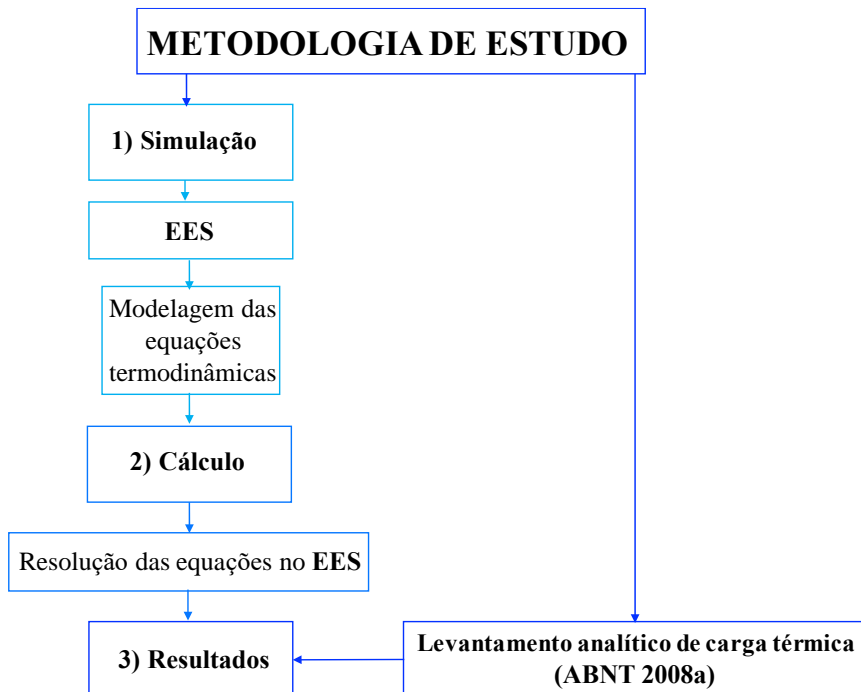 METODOLOGIA DE ESTUDO
1) Simulação
EES
Modelagem das
equações
termodinâmicas
2) Cálculo
Resolução das equações no EES
3) Resultados
Levantamento analítico de carga térmica
(ABNT 2008a)